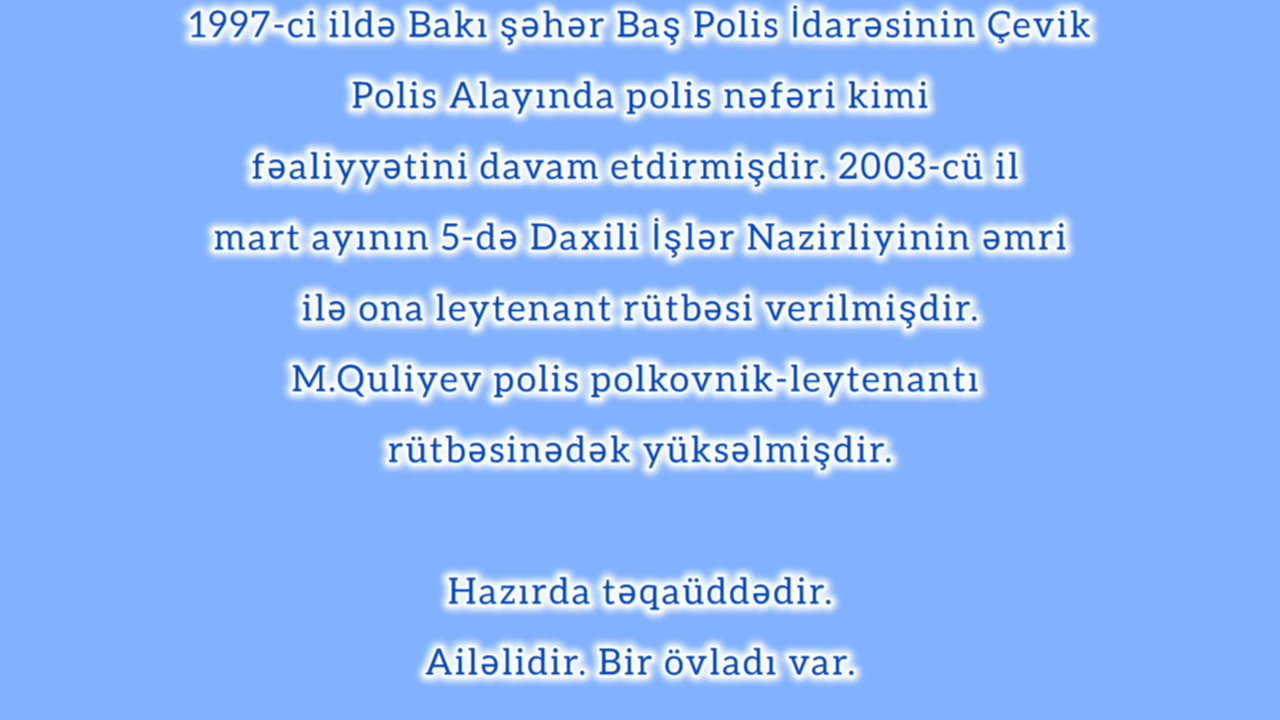 1997-ci ildə Bakı şəhər Baş Polis İdarəsinin Çevik
Polis Alayında polis nəfəri kimi
fəaliyyətini davam etdirmişdir. 2003-cü il
mart ayının 5-də Daxili İşlər Nazirliyinin əmri
ilə ona leytenant rütbəsi verilmişdir.
M.Quliyev polis polkovnik-leytenantı
rütbəsinədək yüksəlmişdir.
Hazırda təqaüddədir.
Ailəlidir. Bir övladı var.